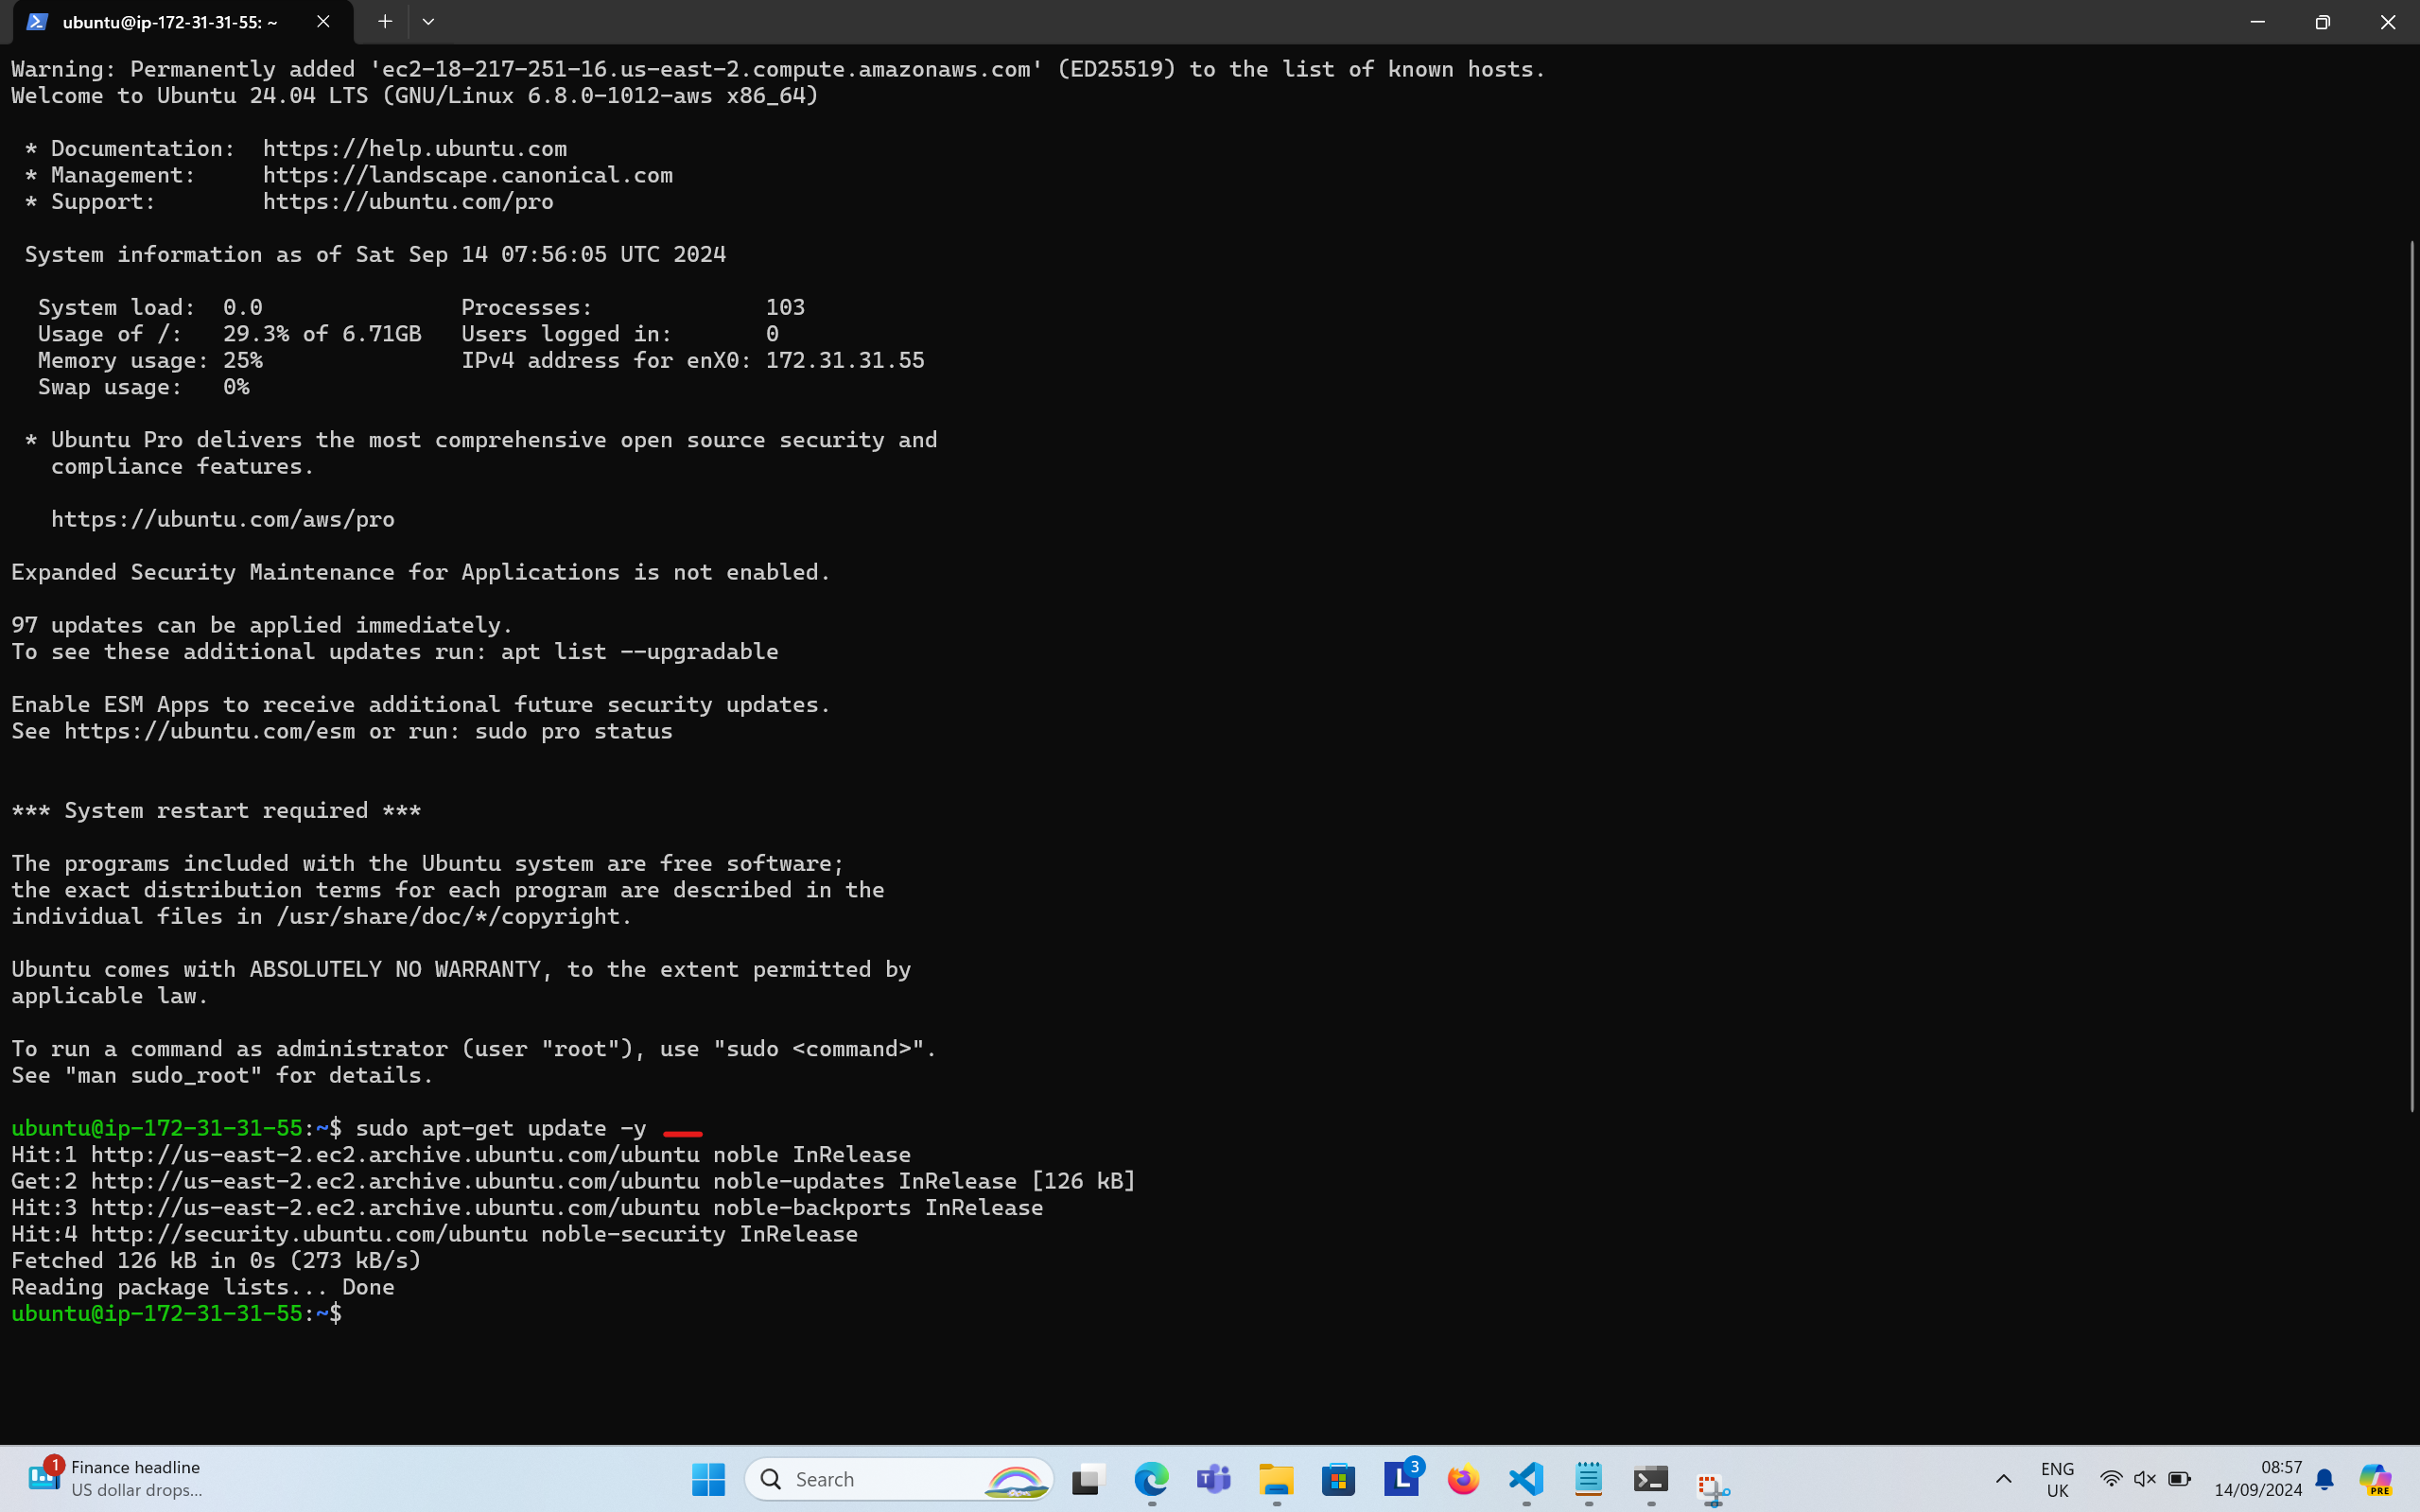 ubuntu@ip-172-31-31-55: ~
Warning: Permanently added 'ec2-18-217-251-16.us-east-2.compute.amazonaws.com' (ED25519) to the list of known hosts.
Welcome to Ubuntu 24.04 LTS (GNU/Linux 6.8.0-1012-aws x86_64)
* Documentation:  https://help.ubuntu.com
* Management:     https://landscape.canonical.com
* Support:        https://ubuntu.com/pro
System information as of Sat Sep 14 07:56:05 UTC 2024
System load:  0.0               Processes:             103
Usage of /:   29.3% of 6.71GB   Users logged in:       0
Memory usage: 25%               IPv4 address for enX0: 172.31.31.55
Swap usage:   0%
* Ubuntu Pro delivers the most comprehensive open source security and
compliance features.
https://ubuntu.com/aws/pro
Expanded Security Maintenance for Applications is not enabled.
97 updates can be applied immediately.
To see these additional updates run: apt list --upgradable
Enable ESM Apps to receive additional future security updates.
See https://ubuntu.com/esm or run: sudo pro status
*** System restart required ***
The programs included with the Ubuntu system are free software;
the exact distribution terms for each program are described in the
individual files in /usr/share/doc/*/copyright.
Ubuntu comes with ABSOLUTELY NO WARRANTY, to the extent permitted by
applicable law.
To run a command as administrator (user "root"), use "sudo <command>".
See "man sudo_root" for details.
ubuntu@ip-172-31-31-55:~$ sudo apt-get update -y
Hit:1 http://us-east-2.ec2.archive.ubuntu.com/ubuntu noble InRelease
Get:2 http://us-east-2.ec2.archive.ubuntu.com/ubuntu noble-updates InRelease [126 kB]
Hit:3 http://us-east-2.ec2.archive.ubuntu.com/ubuntu noble-backports InRelease
Hit:4 http://security.ubuntu.com/ubuntu noble-security InRelease
Fetched 126 kB in 0s (273 kB/s)
Reading package lists... Done
ubuntu@ip-172-31-31-55:~$
1 Finance headline
US dollar drops...
Search
T
L 3
ENG
UK
08:57
14/09/2024
PRE